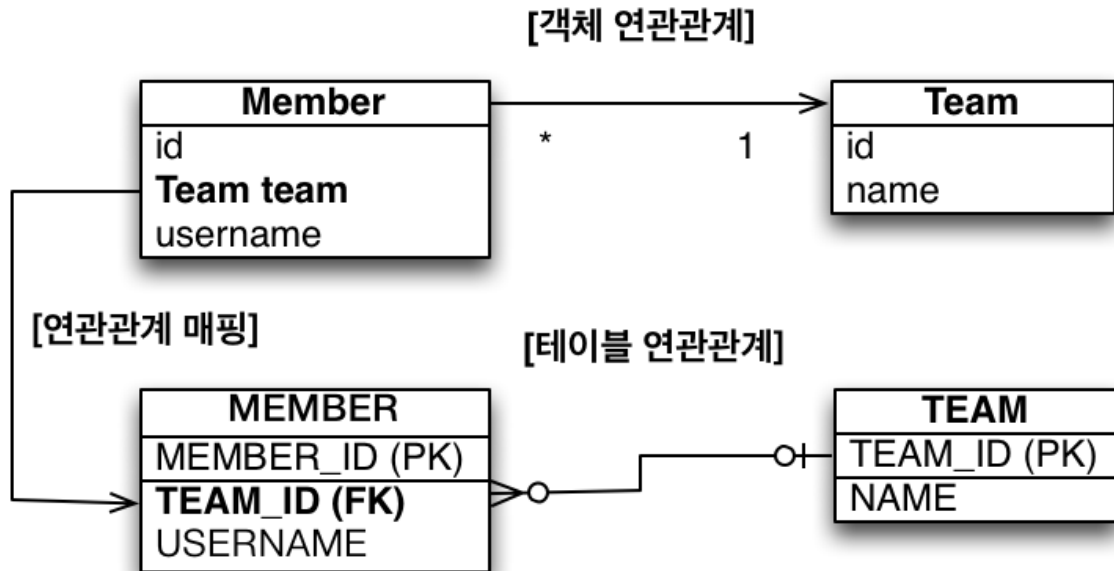 [객체 연관관계]
Member
id
Team team
username
* 1
Team
id
name
[연관관계 매핑]
[테이블 연관관계]
MEMBER
MEMBER_ID (PK)
TEAM_ID (FK)
USERNAME
TEAM
TEAM_ID (PK)
NAME